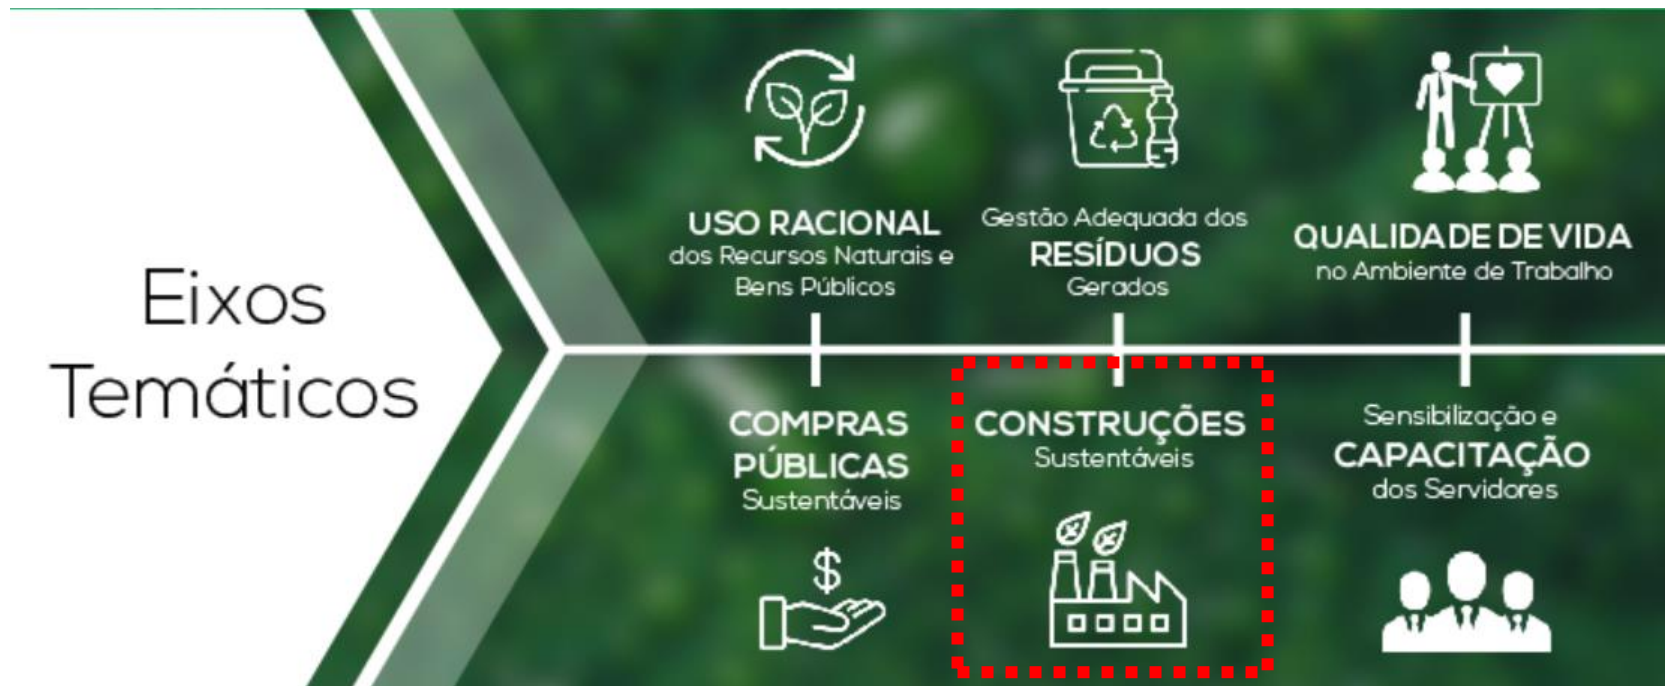 Eixos
Temáticos
USO RACIONAL
dos Recursos Naturais e
Bens Públicos
Gestão Adequada dos
RESÍDUOS
Gerados
QUALIDADE DE VIDA
no Ambiente de Trabalho
COMPRAS
PÚBLICAS
Sustentáveis
$
CONSTRUÇÕES
Sustentáveis
Sensibilização e
CAPACITAÇÃO
dos Servidores